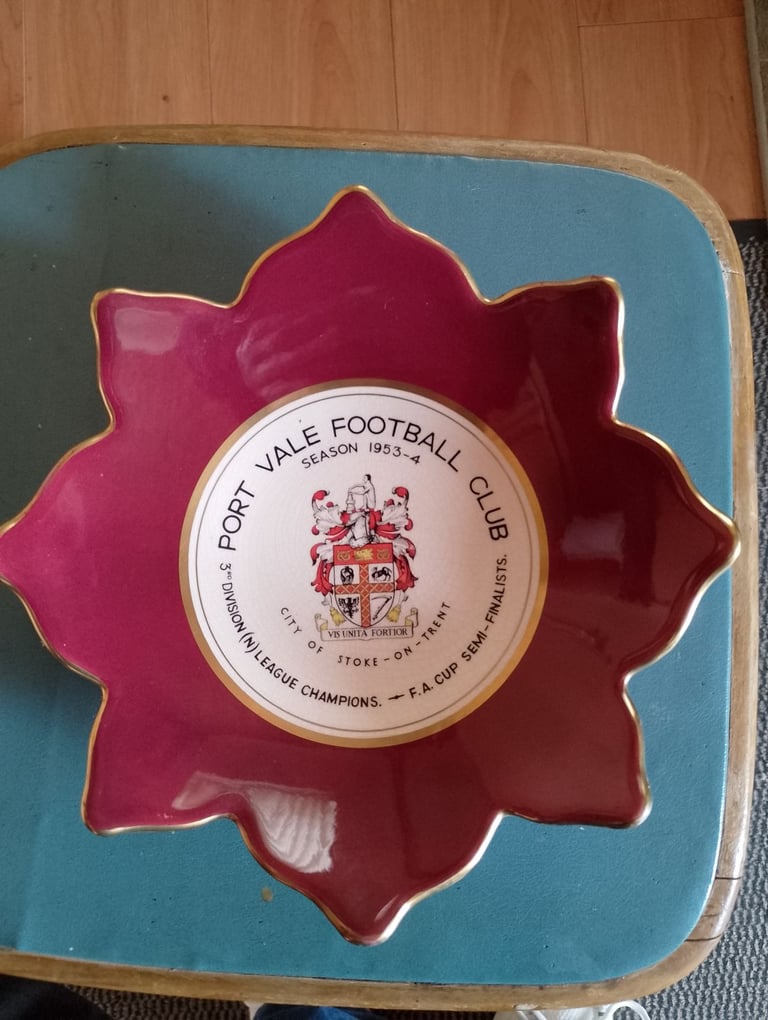 PORT VALE FOOTBALL CLUB
SEASON 1953-4
VIS UNITA FORTIOR
CITY OF STOKE-ON-TRENT
3RD DIVISION (N) LEAGUE CHAMPIONS. — F.A. CUP SEMI-FINALISTS.